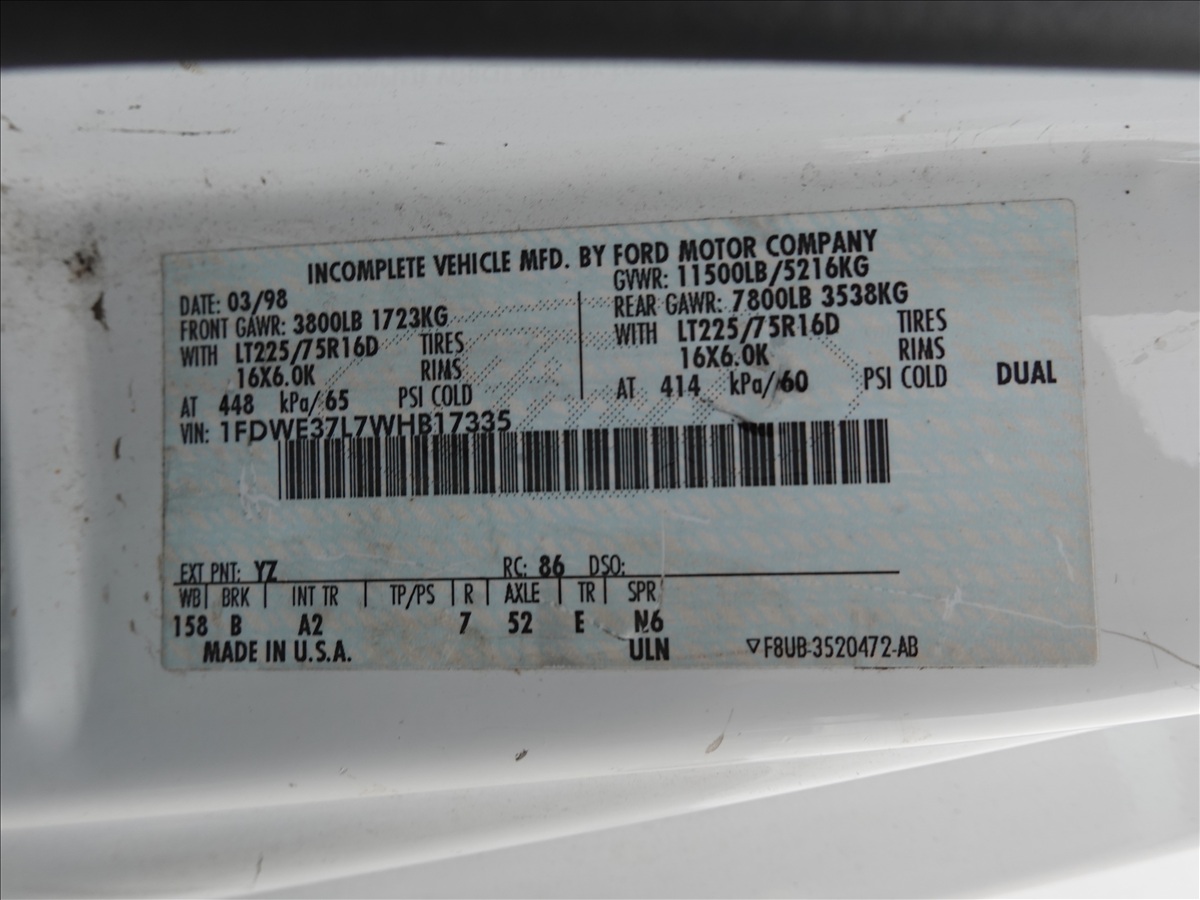 INCOMPLETE VEHICLE MFD. BY FORD MOTOR COMPANY
DATE: 03/98
GVWR: 11500LB/5216KG
FRONT GAWR: 3800LB 1723KG
REAR GAWR: 7800LB 3538KG
WITH LT225/75R16D TIRES
WITH LT225/75R16D TIRES
16X6.0K RIMS
16X6.0K RIMS
AT 448 kPa/65 PSI COLD
AT 414 kPa/60 PSI COLD DUAL
VIN: 1FDWE37L7WHB17335
EXT PNT: YZ RC: 86 DSO:
WB BRK INT TR TP/PS R AXLE TR SPR
158 B A2 7 52 E N6
MADE IN U.S.A. ULN ▽F8UB-3520472-AB